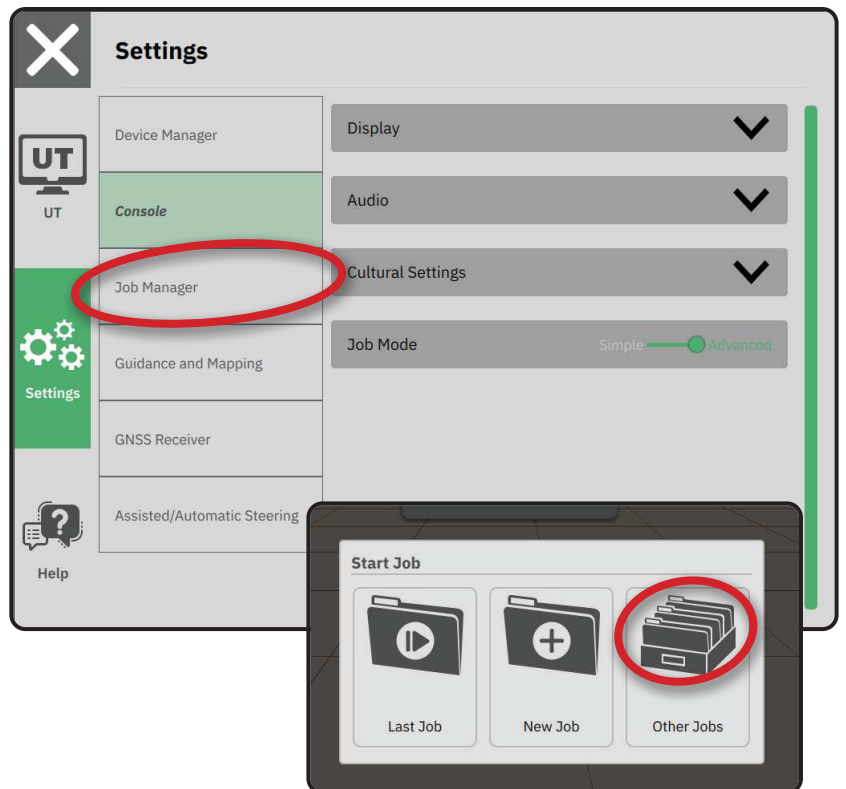 Settings
UT
UT
Settings
Help
Device Manager
Console
Job Manager
Guidance and Mapping
GNSS Receiver
Assisted/Automatic Steering
Display
Audio
Cultural Settings
Job Mode Simple Advanced
Start Job
Last Job New Job Other Jobs